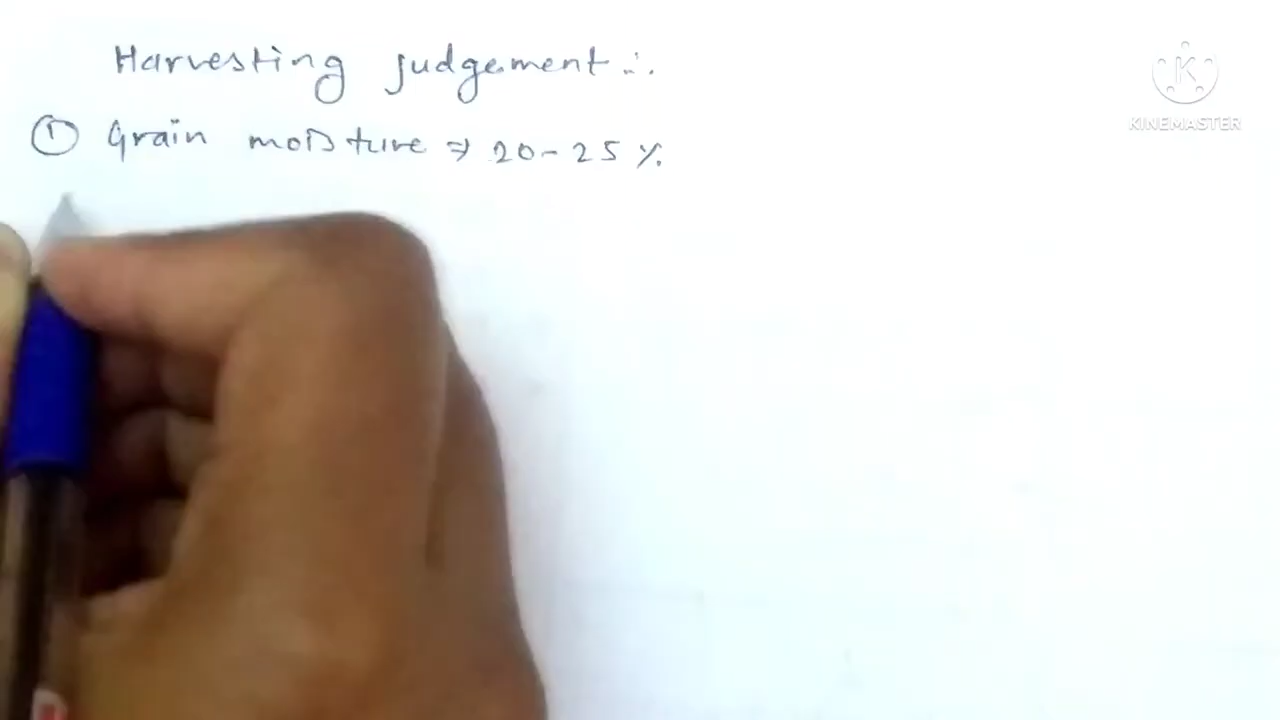 Harvesting judgement :.
① Grain moisture ⇒ 20-25 %
K
KINEMASTER